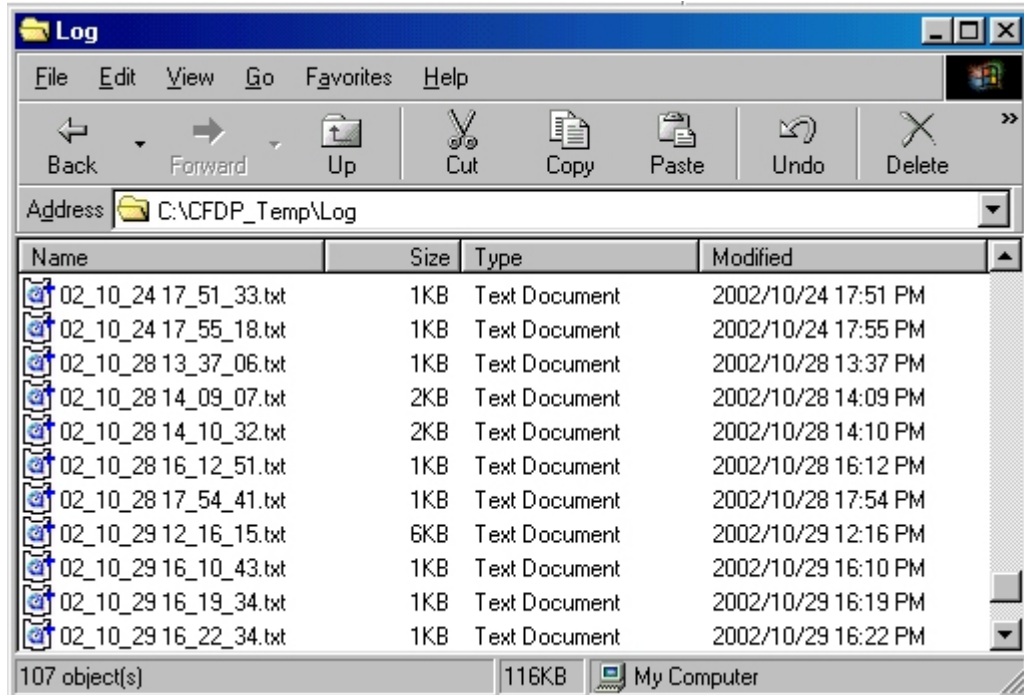 Log
File Edit View Go Favorites Help
Back Forward Up Cut Copy Paste Undo Delete »
Address C:\CFDP_Temp\Log
Name Size Type Modified
02_10_24 17_51_33.txt 1KB Text Document 2002/10/24 17:51 PM
02_10_24 17_55_18.txt 1KB Text Document 2002/10/24 17:55 PM
02_10_28 13_37_06.txt 1KB Text Document 2002/10/28 13:37 PM
02_10_28 14_09_07.txt 2KB Text Document 2002/10/28 14:09 PM
02_10_28 14_10_32.txt 2KB Text Document 2002/10/28 14:10 PM
02_10_28 16_12_51.txt 1KB Text Document 2002/10/28 16:12 PM
02_10_28 17_54_41.txt 1KB Text Document 2002/10/28 17:54 PM
02_10_29 12_16_15.txt 6KB Text Document 2002/10/29 12:16 PM
02_10_29 16_10_43.txt 1KB Text Document 2002/10/29 16:10 PM
02_10_29 16_19_34.txt 1KB Text Document 2002/10/29 16:19 PM
02_10_29 16_22_34.txt 1KB Text Document 2002/10/29 16:22 PM
107 object(s) 116KB My Computer